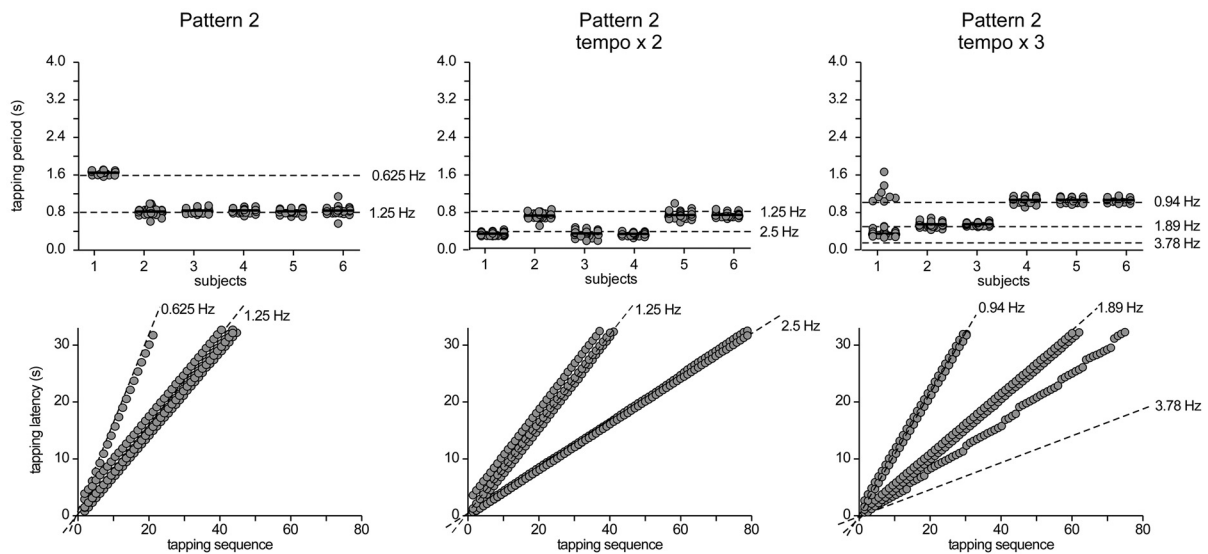 Pattern 2
Pattern 2
tempo x 2
Pattern 2
tempo x 3
tapping period (s)
4.0
3.2
2.4
1.6
0.8
0.0
0.625 Hz
1.25 Hz
1 2 3 4 5 6
subjects
4.0
3.2
2.4
1.6
0.8
0.0
1.25 Hz
2.5 Hz
1 2 3 4 5 6
subjects
4.0
3.2
2.4
1.6
0.8
0.0
0.94 Hz
1.89 Hz
3.78 Hz
1 2 3 4 5 6
subjects
tapping latency (s)
30
20
10
0
0.625 Hz
1.25 Hz
0 20 40 60 80
tapping sequence
30
20
10
0
1.25 Hz
2.5 Hz
0 20 40 60 80
tapping sequence
30
20
10
0
0.94 Hz
1.89 Hz
3.78 Hz
0 20 40 60 80
tapping sequence